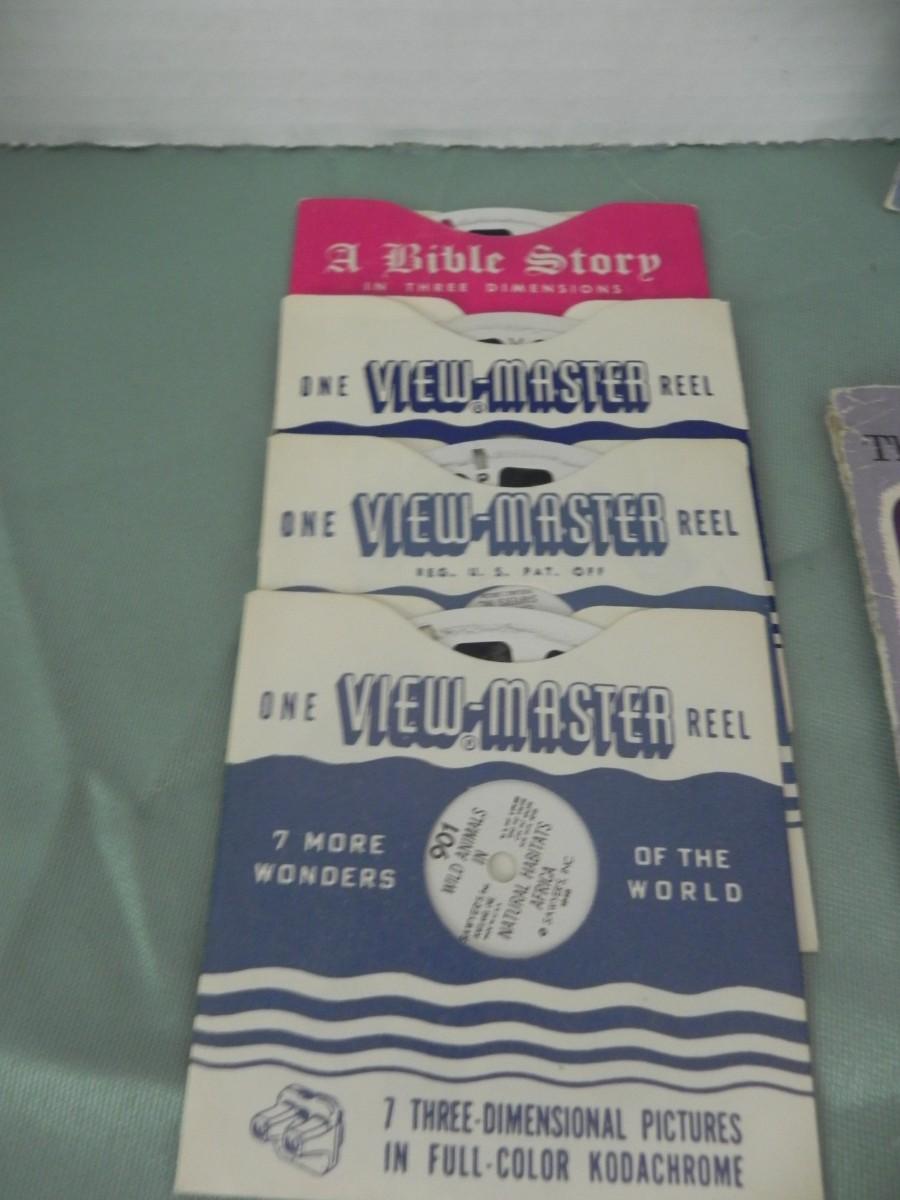 A Bible Story
IN THREE DIMENSIONS
ONE VIEW-MASTER® REEL
ONE VIEW-MASTER REEL
REG. U. S. PAT. OFF
ONE VIEW-MASTER® REEL
7 MORE
WONDERS
901
WILD ANIMALS
IN
NATURAL HABITATS
AFRICA
© SAWYER'S INC.
OF THE
WORLD
7 THREE-DIMENSIONAL PICTURES
IN FULL-COLOR KODACHROME